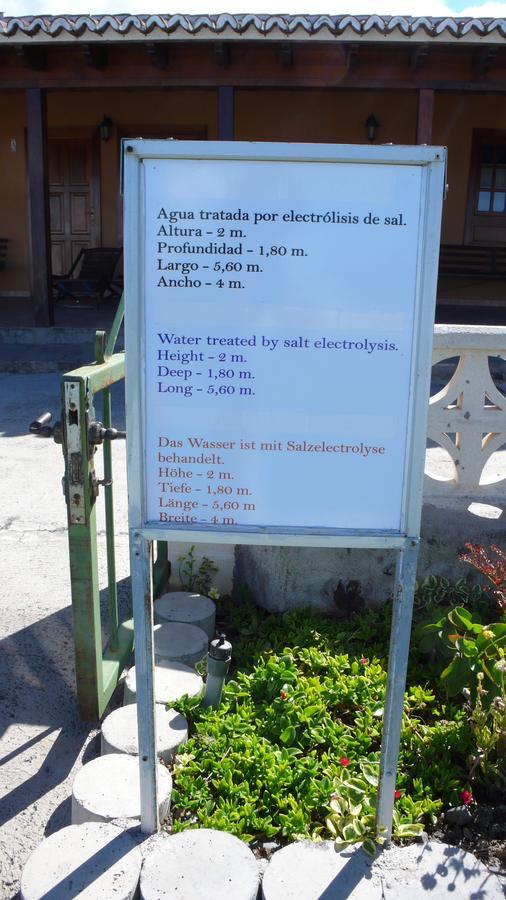 Agua tratada por electrólisis de sal.
Altura - 2 m.
Profundidad - 1,80 m.
Largo - 5,60 m.
Ancho - 4 m.
Water treated by salt electrolysis.
Height - 2 m.
Deep - 1,80 m.
Long - 5,60 m.
Das Wasser ist mit Salzelectrolyse
behandelt.
Höhe - 2 m.
Tiefe - 1,80 m.
Länge - 5,60 m
Breite - 4 m.